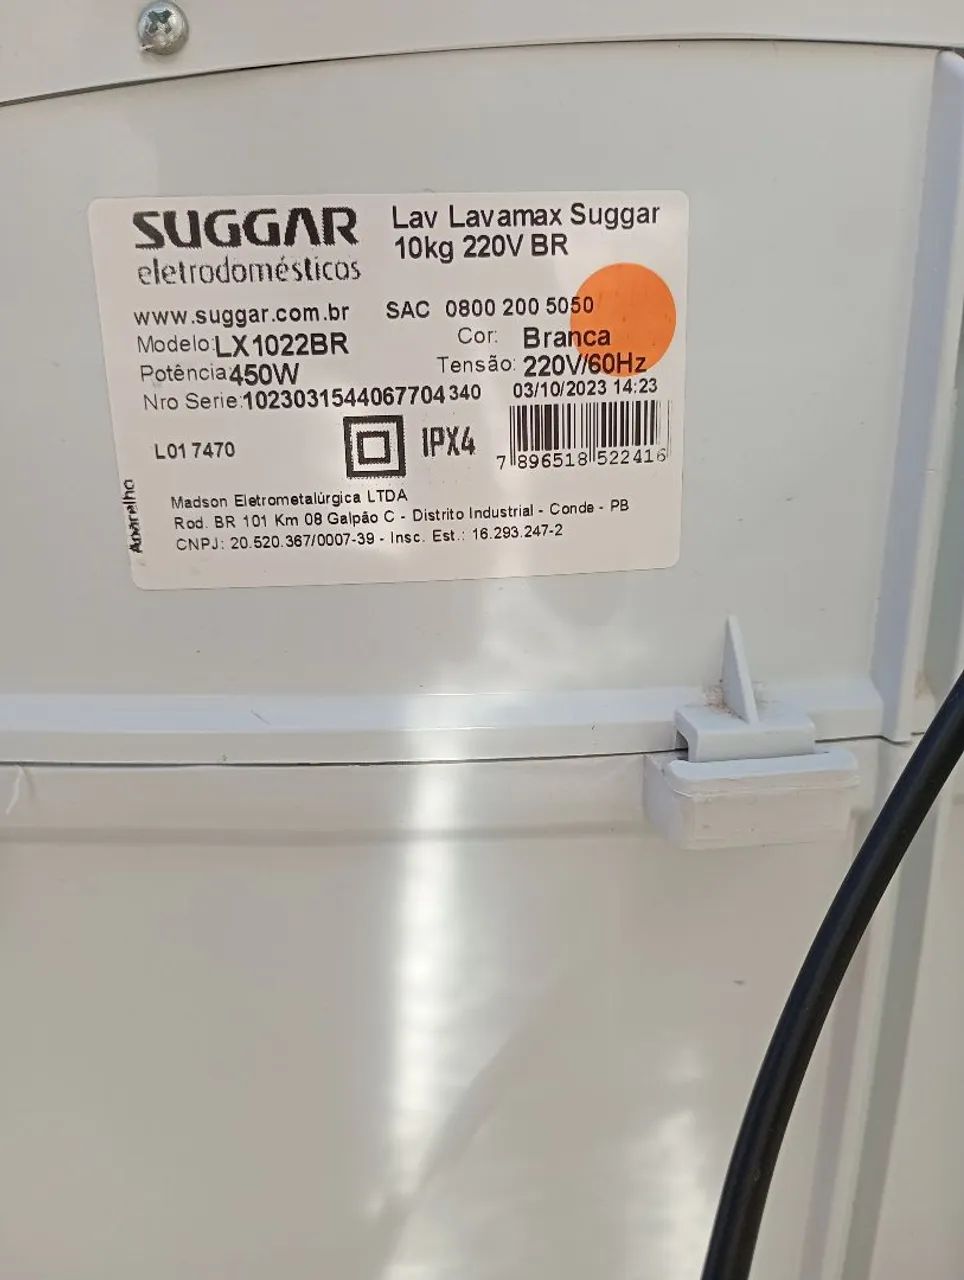 SUGGAR
eletrodomésticos
Lav Lavamax Suggar
10kg 220V BR
www.suggar.com.br SAC 0800 200 5050
Modelo: LX1022BR Cor: Branca
Potência 450W Tensão: 220V/60Hz
Nro Serie: 1023031544067704340 03/10/2023 14:23
L01 7470 IPX4
7 896518 522416
Aparelho
Madson Eletrometalúrgica LTDA
Rod. BR 101 Km 08 Galpão C - Distrito Industrial - Conde - PB
CNPJ: 20.520.367/0007-39 - Insc. Est.: 16.293.247-2